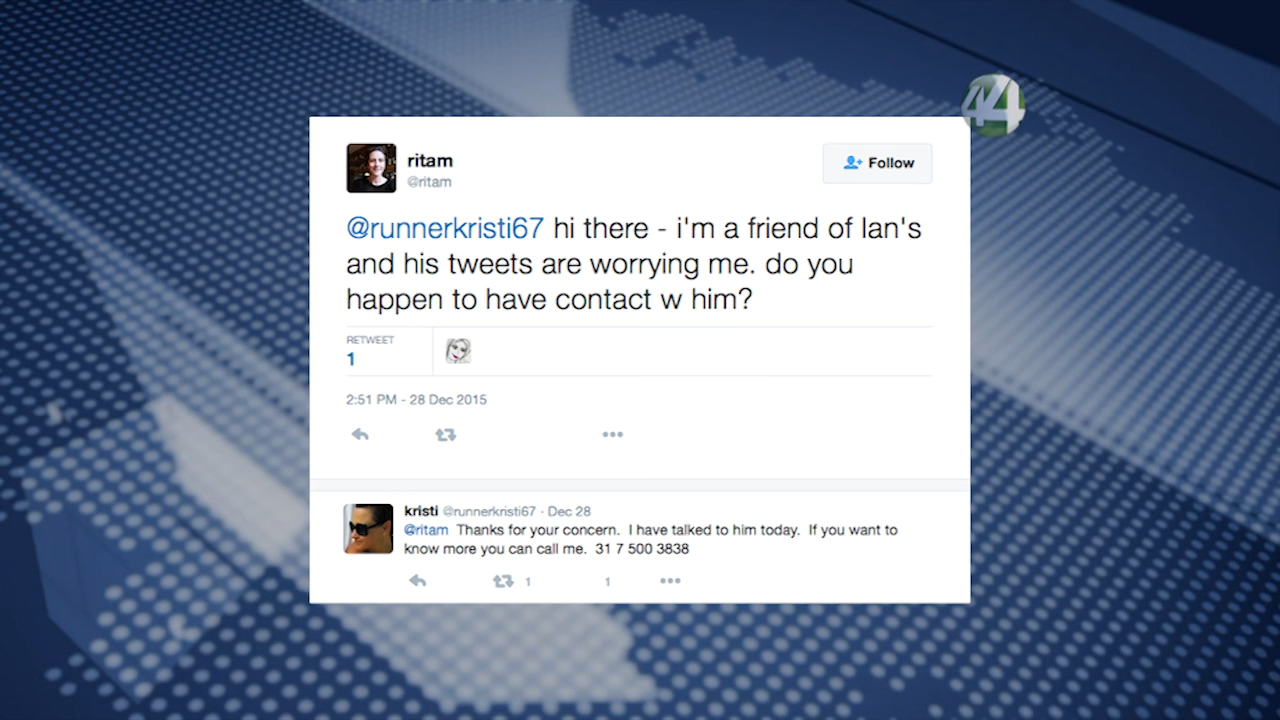 44
ritam
@ritam
Follow
@runnerkristi67 hi there - i'm a friend of Ian's
and his tweets are worrying me. do you
happen to have contact w him?
RETWEET
1
2:51 PM - 28 Dec 2015
kristi @runnerkristi67 · Dec 28
@ritam Thanks for your concern. I have talked to him today. If you want to
know more you can call me. 31 7 500 3838
1
1